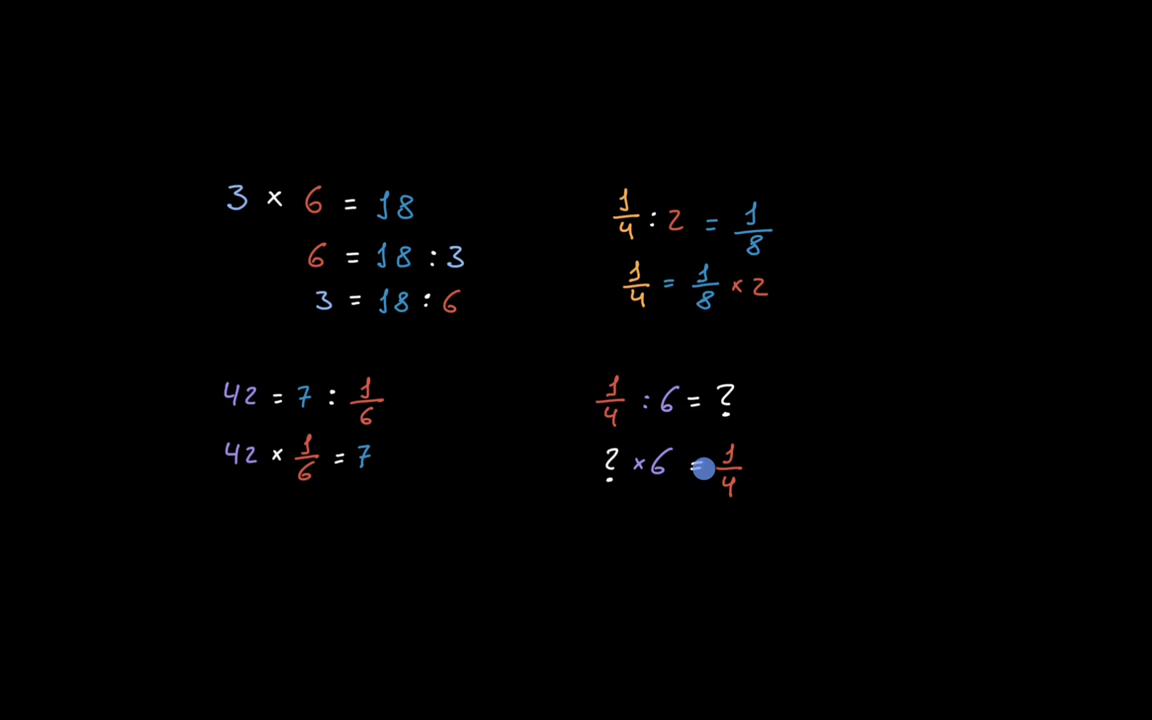 3 × 6 = 18
6 = 18 : 3
3 = 18 : 6
1/4 : 2 = 1/8
1/4 = 1/8 × 2
42 = 7 : 1/6
42 × 1/6 = 7
1/4 : 6 = ?
? × 6 = 1/4